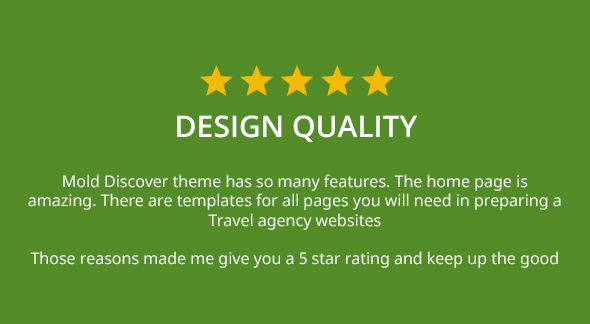 DESIGN QUALITY
Mold Discover theme has so many features. The home page is
amazing. There are templates for all pages you will need in preparing a
Travel agency websites
Those reasons made me give you a 5 star rating and keep up the good